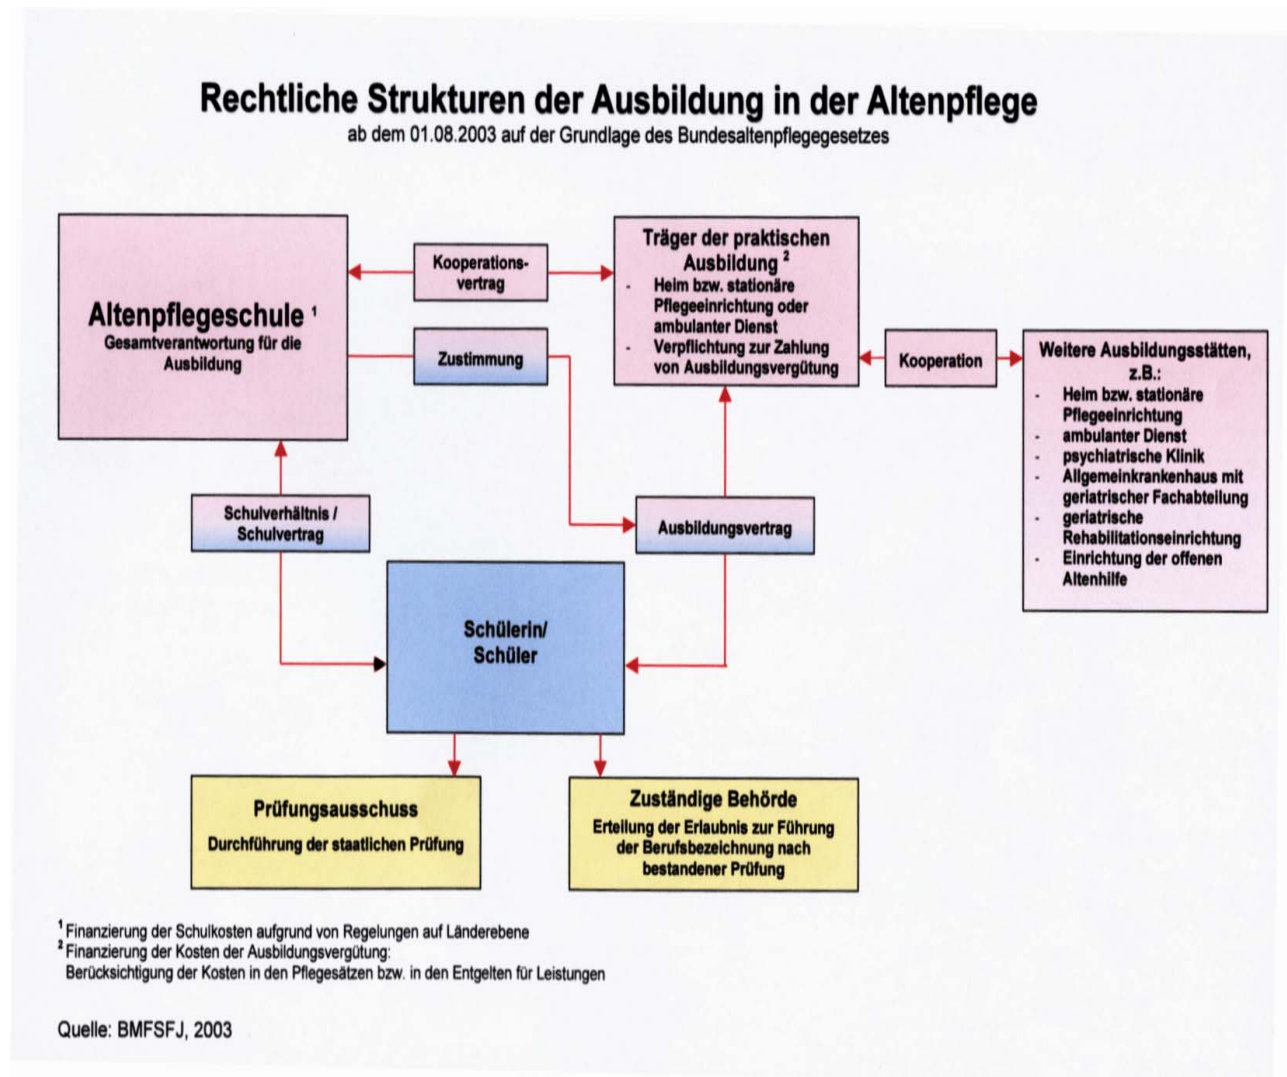 Rechtliche Strukturen der Ausbildung in der Altenpflege
ab dem 01.08.2003 auf der Grundlage des Bundesaltenpflegegesetzes
Altenpflegeschule ¹
Gesamtverantwortung für die
Ausbildung
Kooperations-
vertrag
Zustimmung
Träger der praktischen
Ausbildung ²
- Heim bzw. stationäre
Pflegeeinrichtung oder
ambulanter Dienst
- Verpflichtung zur Zahlung
von Ausbildungsvergütung
Kooperation
Weitere Ausbildungsstätten,
z.B.:
- Heim bzw. stationäre
Pflegeeinrichtung
- ambulanter Dienst
- psychiatrische Klinik
- Allgemeinkrankenhaus mit
geriatrischer Fachabteilung
- geriatrische
Rehabilitationseinrichtung
- Einrichtung der offenen
Altenhilfe
Schulverhältnis /
Schulvertrag
Ausbildungsvertrag
Schülerin/
Schüler
Prüfungsausschuss
Durchführung der staatlichen Prüfung
Zuständige Behörde
Erteilung der Erlaubnis zur Führung
der Berufsbezeichnung nach
bestandener Prüfung
¹ Finanzierung der Schulkosten aufgrund von Regelungen auf Länderebene
² Finanzierung der Kosten der Ausbildungsvergütung:
Berücksichtigung der Kosten in den Pflegesätzen bzw. in den Entgelten für Leistungen
Quelle: BMFSFJ, 2003